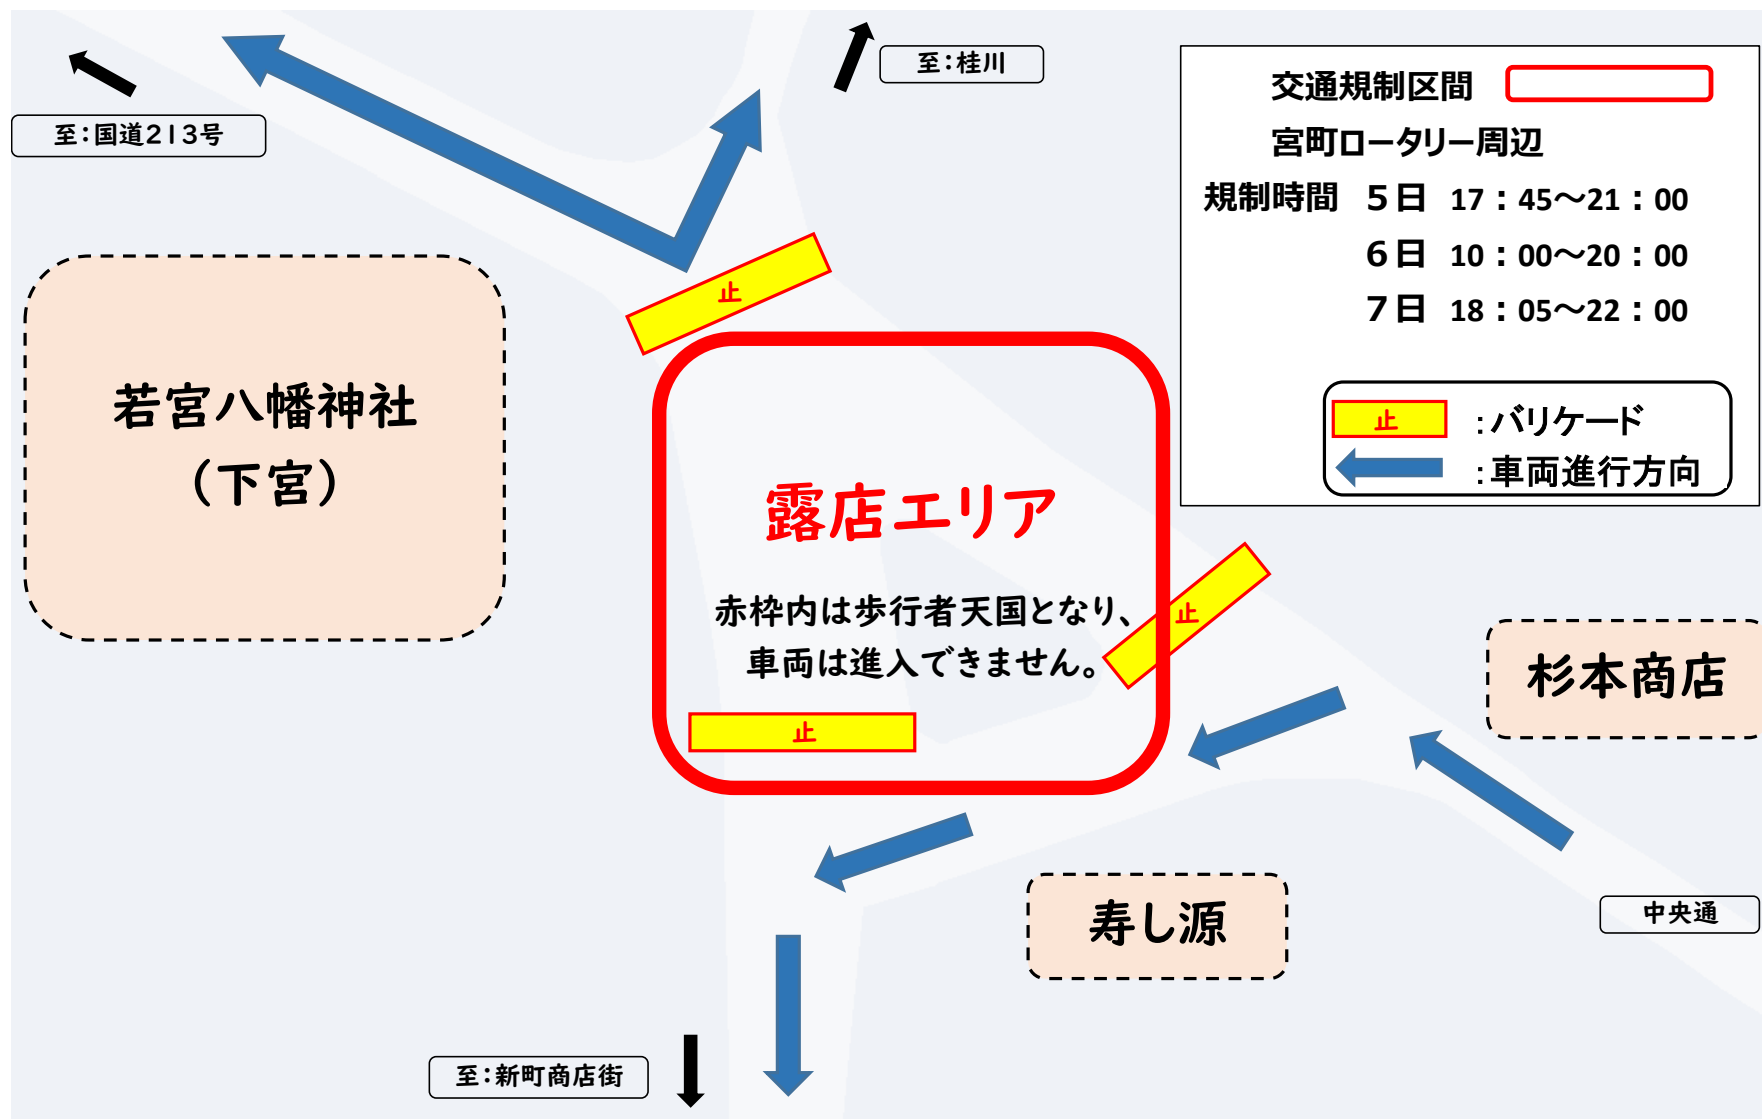 至:桂川
至:国道213号
交通規制区間
宮町ロータリー周辺
規制時間 5日 17：45～21：00
6日 10：00～20：00
7日 18：05～22：00
止 :バリケード
:車両進行方向
止
若宮八幡神社
(下宮)
露店エリア
赤枠内は歩行者天国となり、
車両は進入できません。
止
止
杉本商店
寿し源
中央通
至:新町商店街